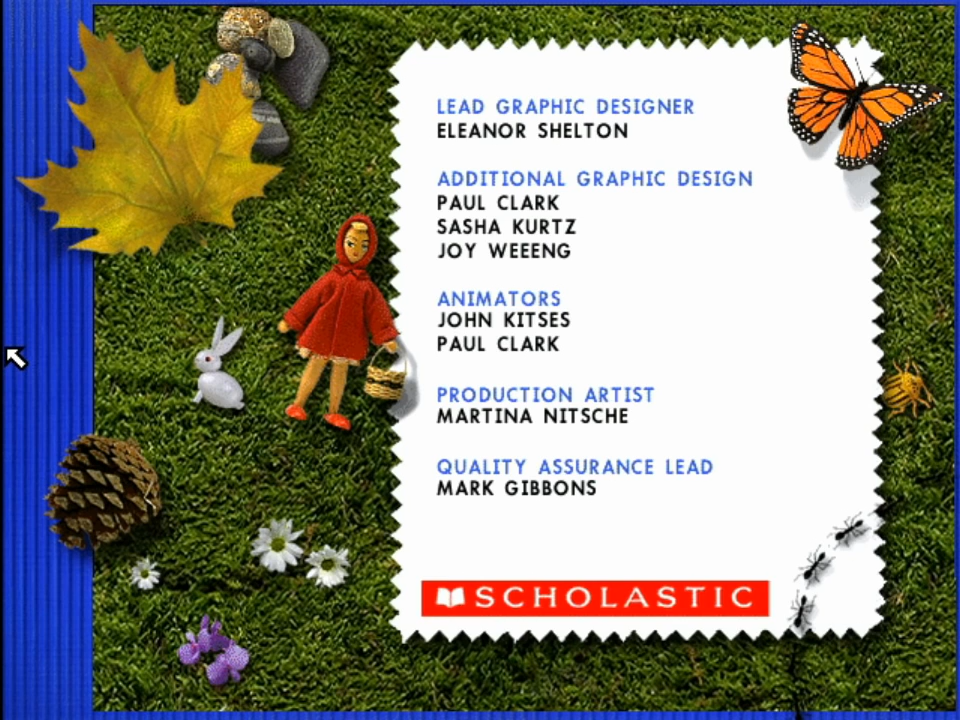 LEAD GRAPHIC DESIGNER
ELEANOR SHELTON
ADDITIONAL GRAPHIC DESIGN
PAUL CLARK
SASHA KURTZ
JOY WEEENG
ANIMATORS
JOHN KITSES
PAUL CLARK
PRODUCTION ARTIST
MARTINA NITSCHE
QUALITY ASSURANCE LEAD
MARK GIBBONS
SCHOLASTIC